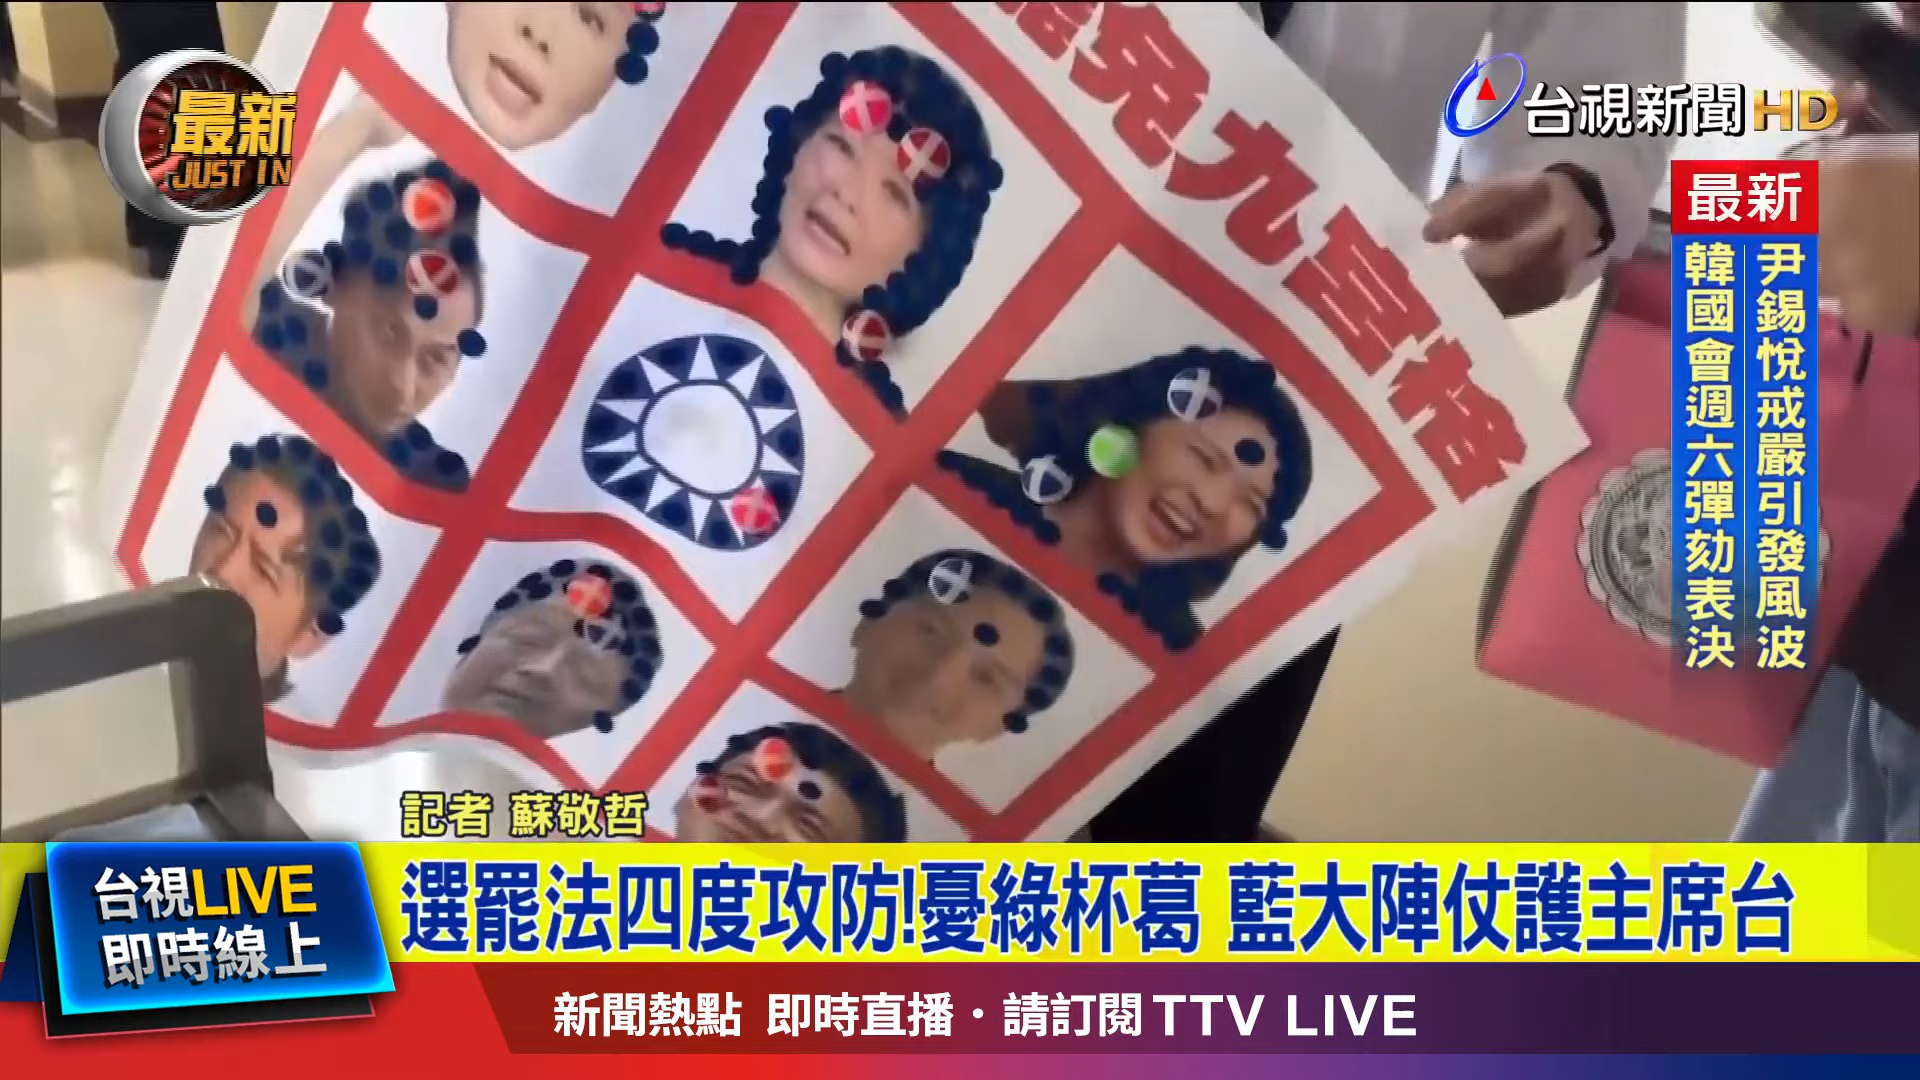 最新
JUST IN
台視新聞HD
免九宮格
最新
尹錫悅戒嚴引發風波
韓國會週六彈劾表決
記者 蘇敬哲
台視LIVE
即時線上
選罷法四度攻防!憂綠杯葛 藍大陣仗護主席台
新聞熱點 即時直播・請訂閱TTV LIVE